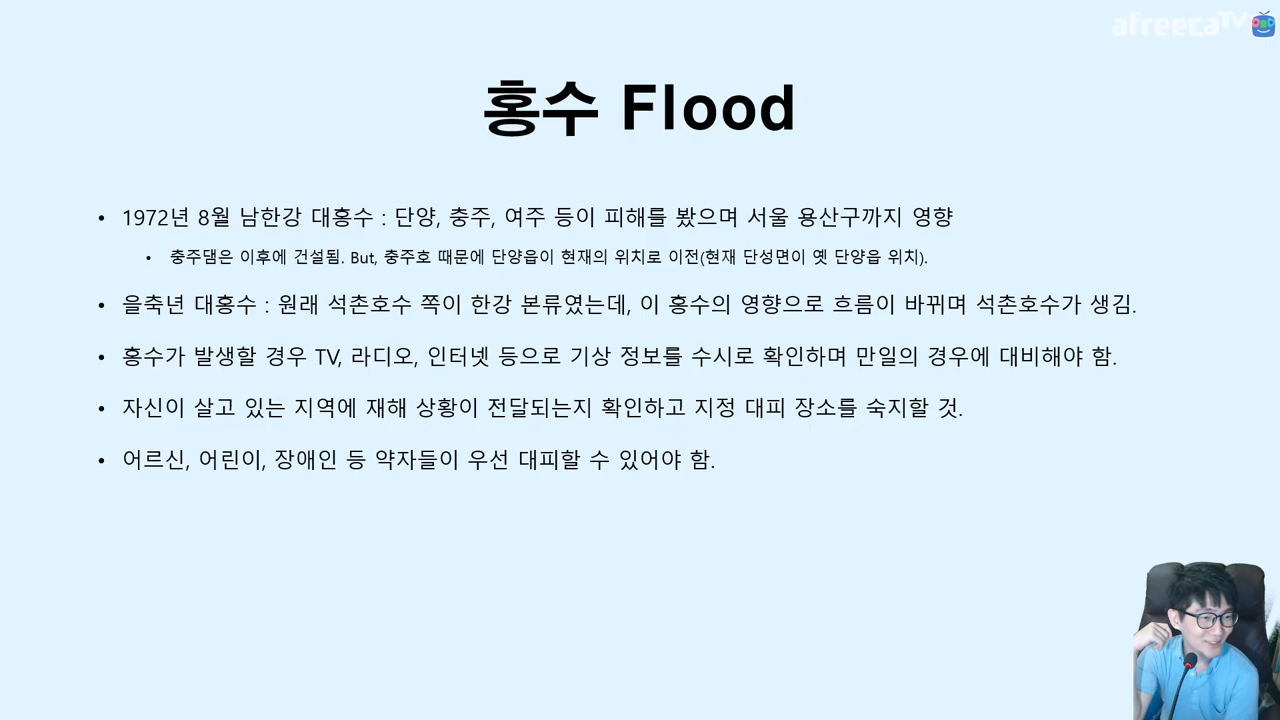 afreecaTV
홍수 Flood
• 1972년 8월 남한강 대홍수 : 단양, 충주, 여주 등이 피해를 봤으며 서울 용산구까지 영향
• 충주댐은 이후에 건설됨. But, 충주호 때문에 단양읍이 현재의 위치로 이전(현재 단성면이 옛 단양읍 위치).
• 을축년 대홍수 : 원래 석촌호수 쪽이 한강 본류였는데, 이 홍수의 영향으로 흐름이 바뀌며 석촌호수가 생김.
• 홍수가 발생할 경우 TV, 라디오, 인터넷 등으로 기상 정보를 수시로 확인하며 만일의 경우에 대비해야 함.
• 자신이 살고 있는 지역에 재해 상황이 전달되는지 확인하고 지정 대피 장소를 숙지할 것.
• 어르신, 어린이, 장애인 등 약자들이 우선 대피할 수 있어야 함.